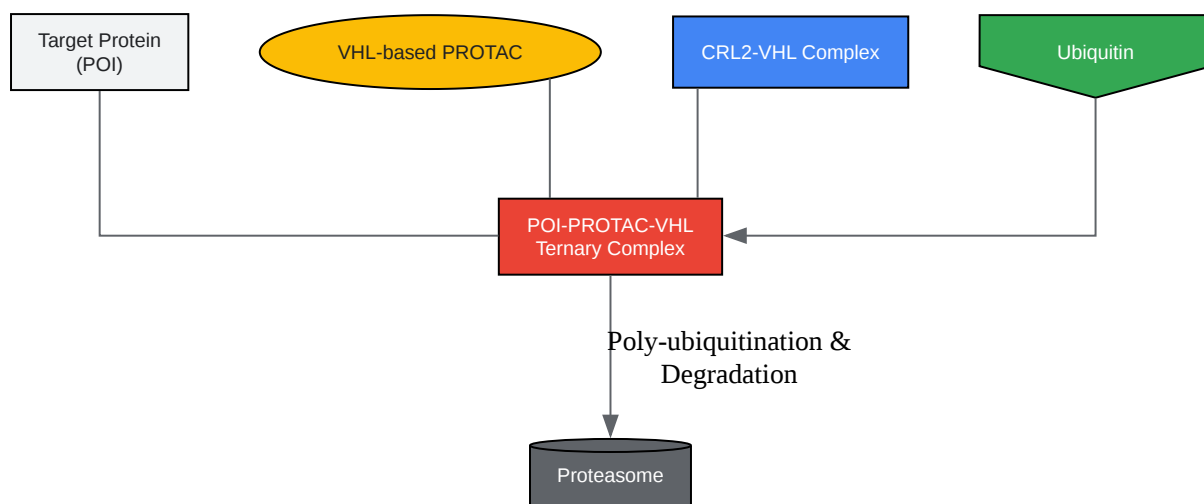 Target Protein
(POI)
VHL-based PROTAC
CRL2-VHL Complex
Ubiquitin
POI-PROTAC-VHL
Ternary Complex
Poly-ubiquitination &
Degradation
Proteasome